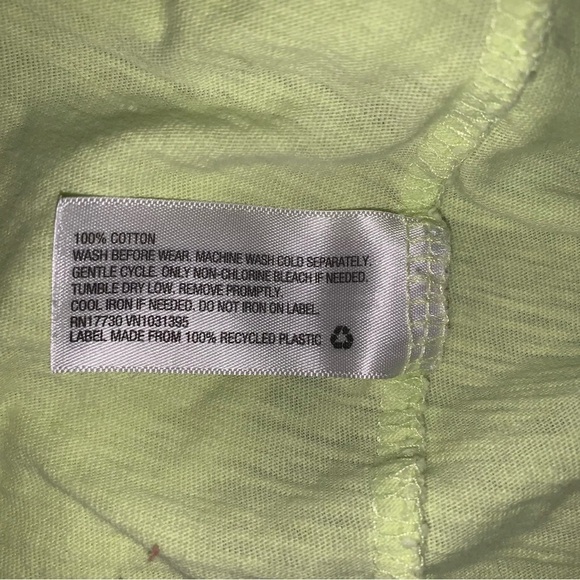 100% COTTON
WASH BEFORE WEAR. MACHINE WASH COLD SEPARATELY.
GENTLE CYCLE. ONLY NON-CHLORINE BLEACH IF NEEDED.
TUMBLE DRY LOW. REMOVE PROMPTLY.
COOL IRON IF NEEDED. DO NOT IRON ON LABEL.
RN17730 VN1031395
LABEL MADE FROM 100% RECYCLED PLASTIC